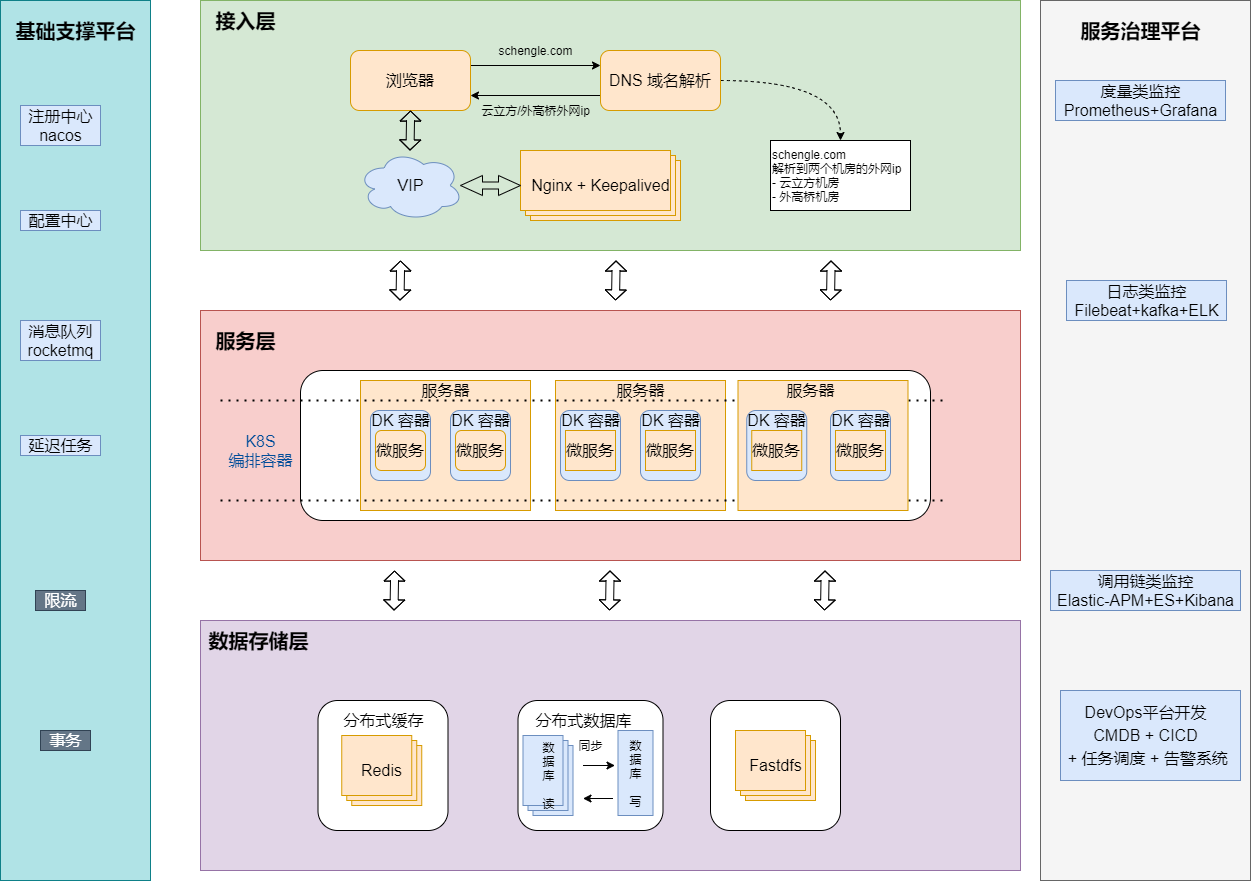 基础支撑平台
注册中心
nacos
配置中心
消息队列
rocketmq
延迟任务
限流
事务
接入层
浏览器
schengle.com
云立方/外高桥外网ip
DNS 域名解析
schengle.com
解析到两个机房的外网ip
- 云立方机房
- 外高桥机房
VIP
Nginx + Keepalived
服务层
K8S
编排容器
服务器
DK 容器
微服务
DK 容器
微服务
服务器
DK 容器
微服务
DK 容器
微服务
服务器
DK 容器
微服务
DK 容器
微服务
数据存储层
分布式缓存
Redis
分布式数据库
数
据
库
读
同步
数
据
库
写
Fastdfs
服务治理平台
度量类监控
Prometheus+Grafana
日志类监控
Filebeat+kafka+ELK
调用链类监控
Elastic-APM+ES+Kibana
DevOps平台开发
CMDB + CICD
+ 任务调度 + 告警系统